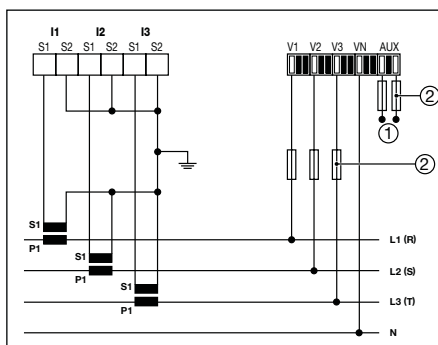 I1 I2 I3
S1 S2 S1 S2 S1 S2
V1 V2 V3 VN AUX
2
1
2
S1
P1
L1 (R)
S1
P1
L2 (S)
S1
P1
L3 (T)
N